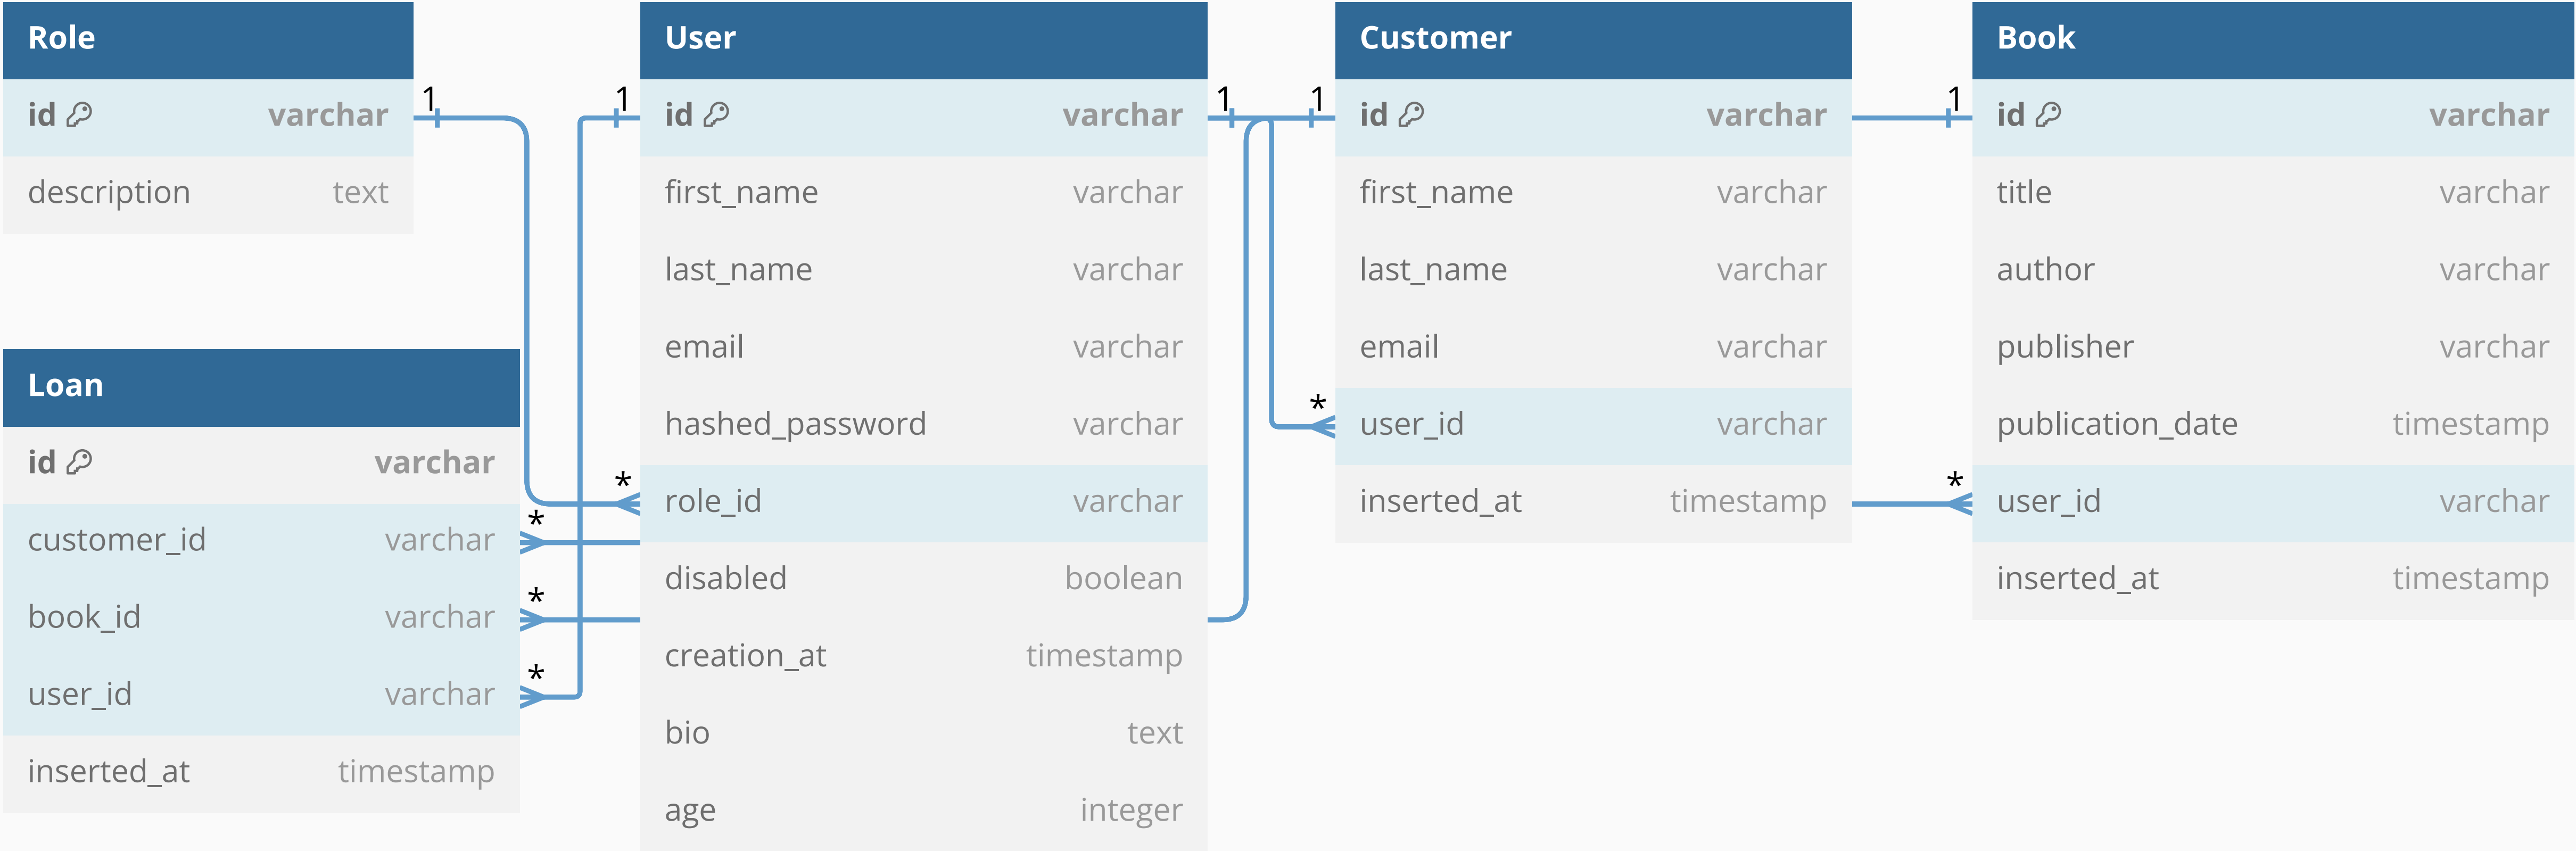 Role
id varchar
description text
Loan
id varchar
customer_id varchar
book_id varchar
user_id varchar
inserted_at timestamp
1
*
*
*
1
*
User
id varchar
first_name varchar
last_name varchar
email varchar
hashed_password varchar
role_id varchar
disabled boolean
creation_at timestamp
bio text
age integer
1
1
*
Customer
id varchar
first_name varchar
last_name varchar
email varchar
user_id varchar
inserted_at timestamp
1
*
Book
id varchar
title varchar
author varchar
publisher varchar
publication_date timestamp
user_id varchar
inserted_at timestamp